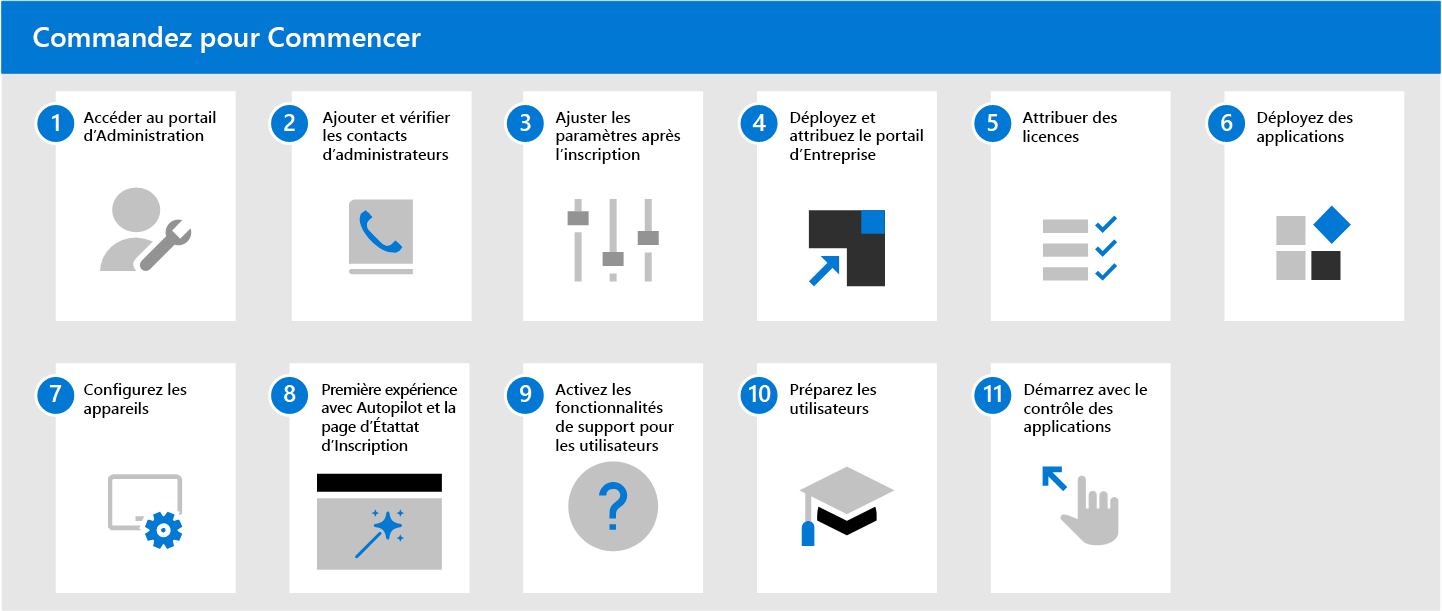 Commandez pour Commencer
1
Accéder au portail
d’Administration
2
Ajouter et vérifier
les contacts
d’administrateurs
3
Ajuster les
paramètres après
l’inscription
4
Déployez et
attribuez le portail
d’Entreprise
5
Attribuer des
licences
6
Déployez des
applications
7
Configurez les
appareils
8
Première expérience
avec Autopilot et la
page d’Étattat
d’Inscription
9
Activez les
fonctionnalités
de support pour
les utilisateurs
?
10
Préparez les
utilisateurs
11
Démarrez avec le
contrôle des
applications